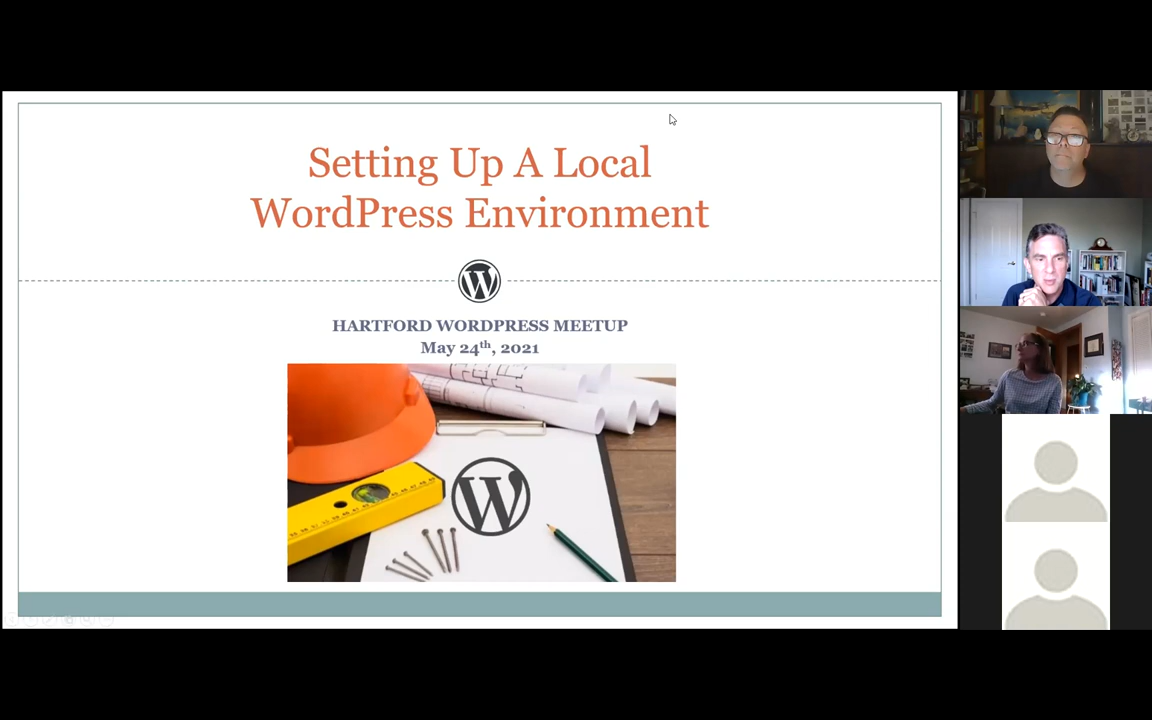 Setting Up A Local
WordPress Environment
HARTFORD WORDPRESS MEETUP
May 24th, 2021